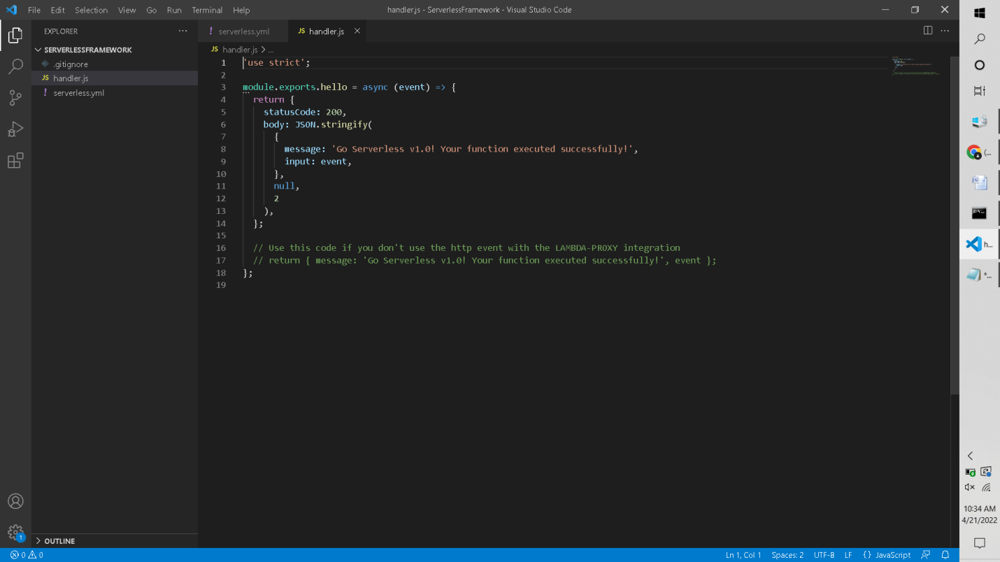 File Edit Selection View Go Run Terminal Help
handler.js - ServerlessFramework - Visual Studio Code
EXPLORER
SERVERLESSFRAMEWORK
.gitignore
JS handler.js
! serverless.yml
! serverless.yml
JS handler.js
JS handler.js > ...
1 'use strict';
2
3 module.exports.hello = async (event) => {
4 return {
5 statusCode: 200,
6 body: JSON.stringify(
7 {
8 message: 'Go Serverless v1.0! Your function executed successfully!',
9 input: event,
10 },
11 null,
12 2
13 ),
14 };
15
16 // Use this code if you don't use the http event with the LAMBDA-PROXY integration
17 // return { message: 'Go Serverless v1.0! Your function executed successfully!', event };
18 };
19
OUTLINE
1
0 0
Ln 1, Col 1 Spaces: 2 UTF-8 LF {} JavaScript
(...
h...
*...
10:34 AM
4/21/2022